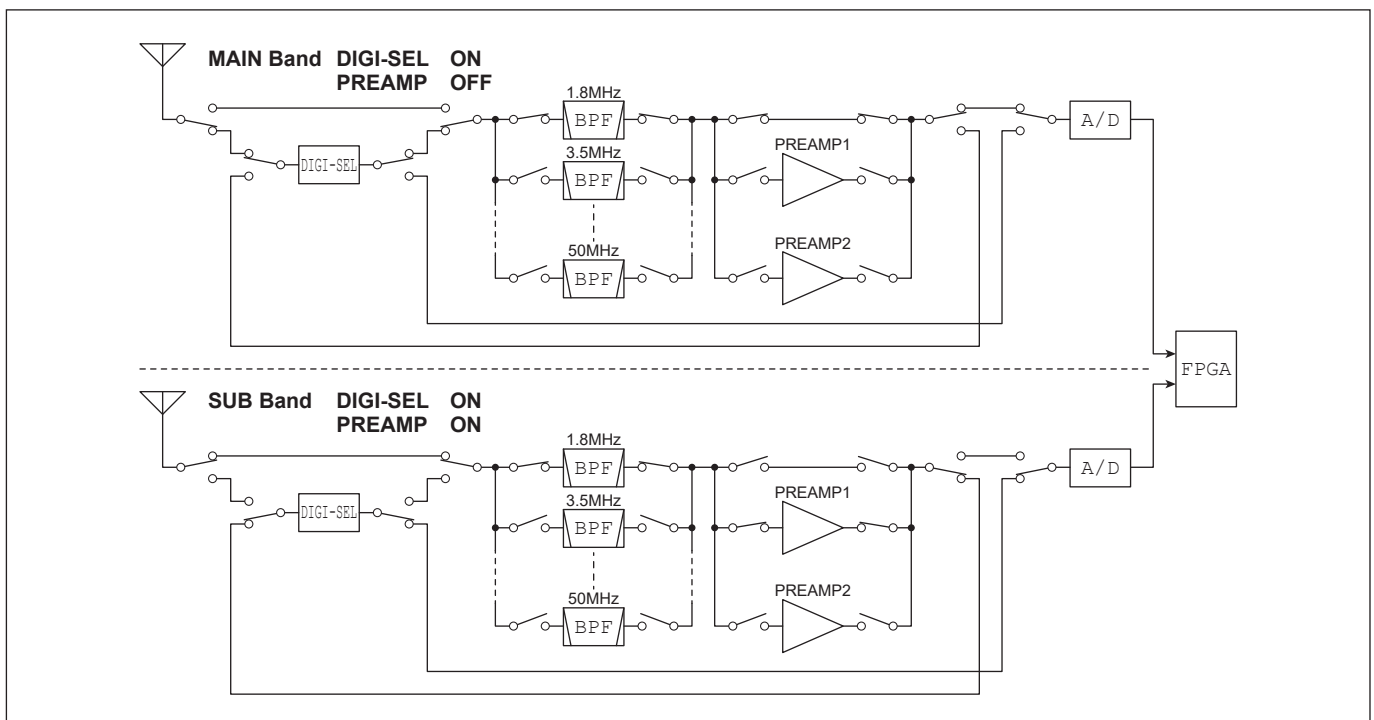 MAIN Band DIGI-SEL ON
PREAMP OFF
1.8MHz
BPF
A/D
DIGI-SEL
3.5MHz
BPF
PREAMP1
50MHz
BPF
PREAMP2
FPGA
SUB Band DIGI-SEL ON
PREAMP ON
1.8MHz
BPF
A/D
DIGI-SEL
3.5MHz
BPF
PREAMP1
50MHz
BPF
PREAMP2